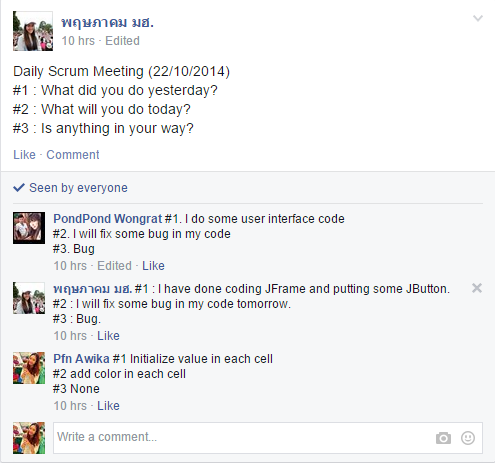 พฤษภาคม มฮ.
10 hrs · Edited
Daily Scrum Meeting (22/10/2014)
#1 : What did you do yesterday?
#2 : What will you do today?
#3 : Is anything in your way?
Like · Comment
Seen by everyone
PondPond Wongrat #1. I do some user interface code
#2. I will fix some bug in my code
#3. Bug
10 hrs · Edited · Like
พฤษภาคม มฮ. #1 : I have done coding JFrame and putting some JButton.
#2 : I will fix some bug in my code tomorrow.
#3 : Bug.
10 hrs · Like
Pfn Awika #1 Initialize value in each cell
#2 add color in each cell
#3 None
10 hrs · Like
Write a comment...